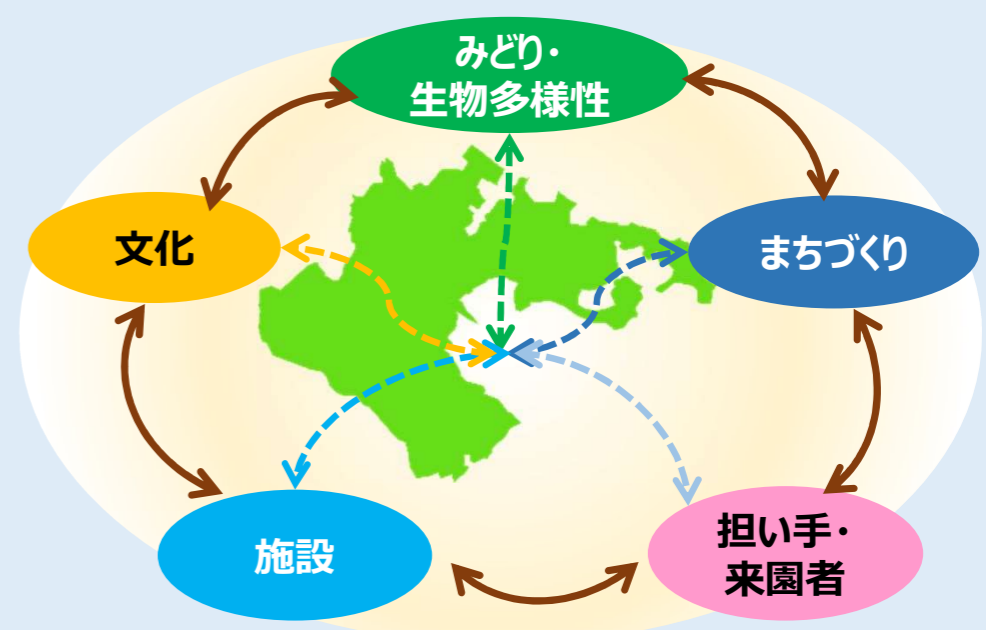 みどり・
生物多様性
文化
まちづくり
施設
担い手・
来園者